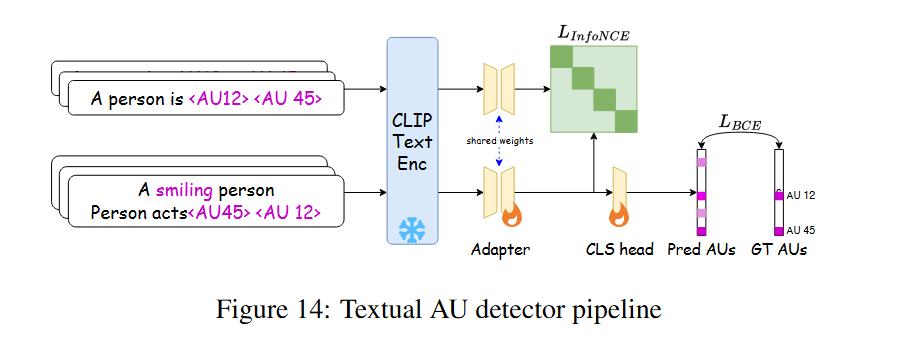 L_{InfoNCE}
A person is <AU12> <AU 45>
CLIP
Text
Enc
shared weights
L_{BCE}
A smiling person
Person acts<AU45> <AU 12>
AU 12
AU 45
Adapter
CLS head
Pred AUs
GT AUs
Figure 14: Textual AU detector pipeline